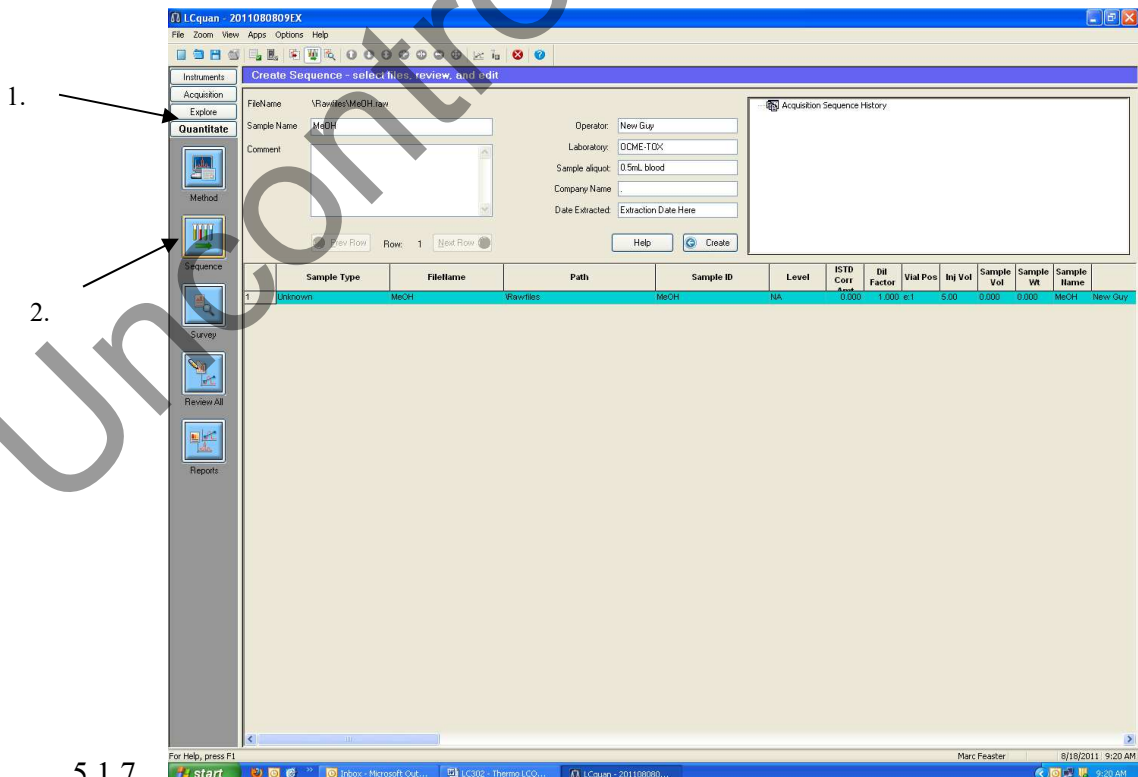 LCquan - 2011080809EX
File Zoom View Apps Options Help
Instruments
Acquisition
Explore
Quantitate
Method
Sequence
Survey
Review All
Reports
1.
2.
Create Sequence - select files, review, and edit
FileName \Rawfiles\MeOH.raw
Sample Name MeOH
Comment
Prev Row Row: 1 Next Row
Operator: New Guy
Laboratory: OCME-TOX
Sample aliquot: 0.5mL blood
Company Name .
Date Extracted: Extraction Date Here
Help Create
Acquisition Sequence History
Sample Type FileName Path Sample ID Level ISTD Corr Amt Dil Factor Vial Pos Inj Vol Sample Vol Sample Wt Sample Name
1 Unknown MeOH \Rawfiles MeOH NA 0.000 1.000 e:1 5.00 0.000 0.000 MeOH New Guy
For Help, press F1 Marc Feaster 8/18/2011 9:20 AM
start Inbox - Microsoft Out... LC302 - Thermo LCQ... LCquan - 201108080... 9:20 AM
5.1.7
Uncontro